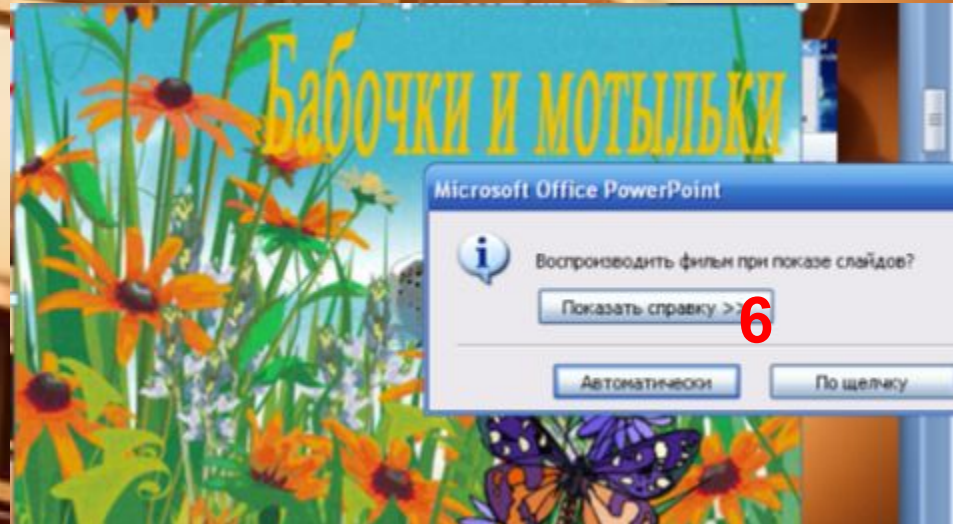 Бабочки и мотыльки
Microsoft Office PowerPoint
Воспроизводить фильм при показе слайдов?
Показать справку >>
6
Автоматически
По щелчку